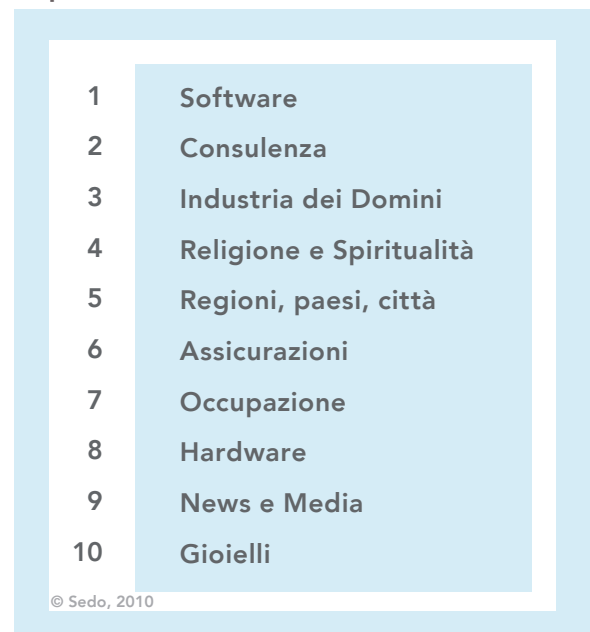 1 Software
2 Consulenza
3 Industria dei Domini
4 Religione e Spiritualità
5 Regioni, paesi, città
6 Assicurazioni
7 Occupazione
8 Hardware
9 News e Media
10 Gioielli
© Sedo, 2010